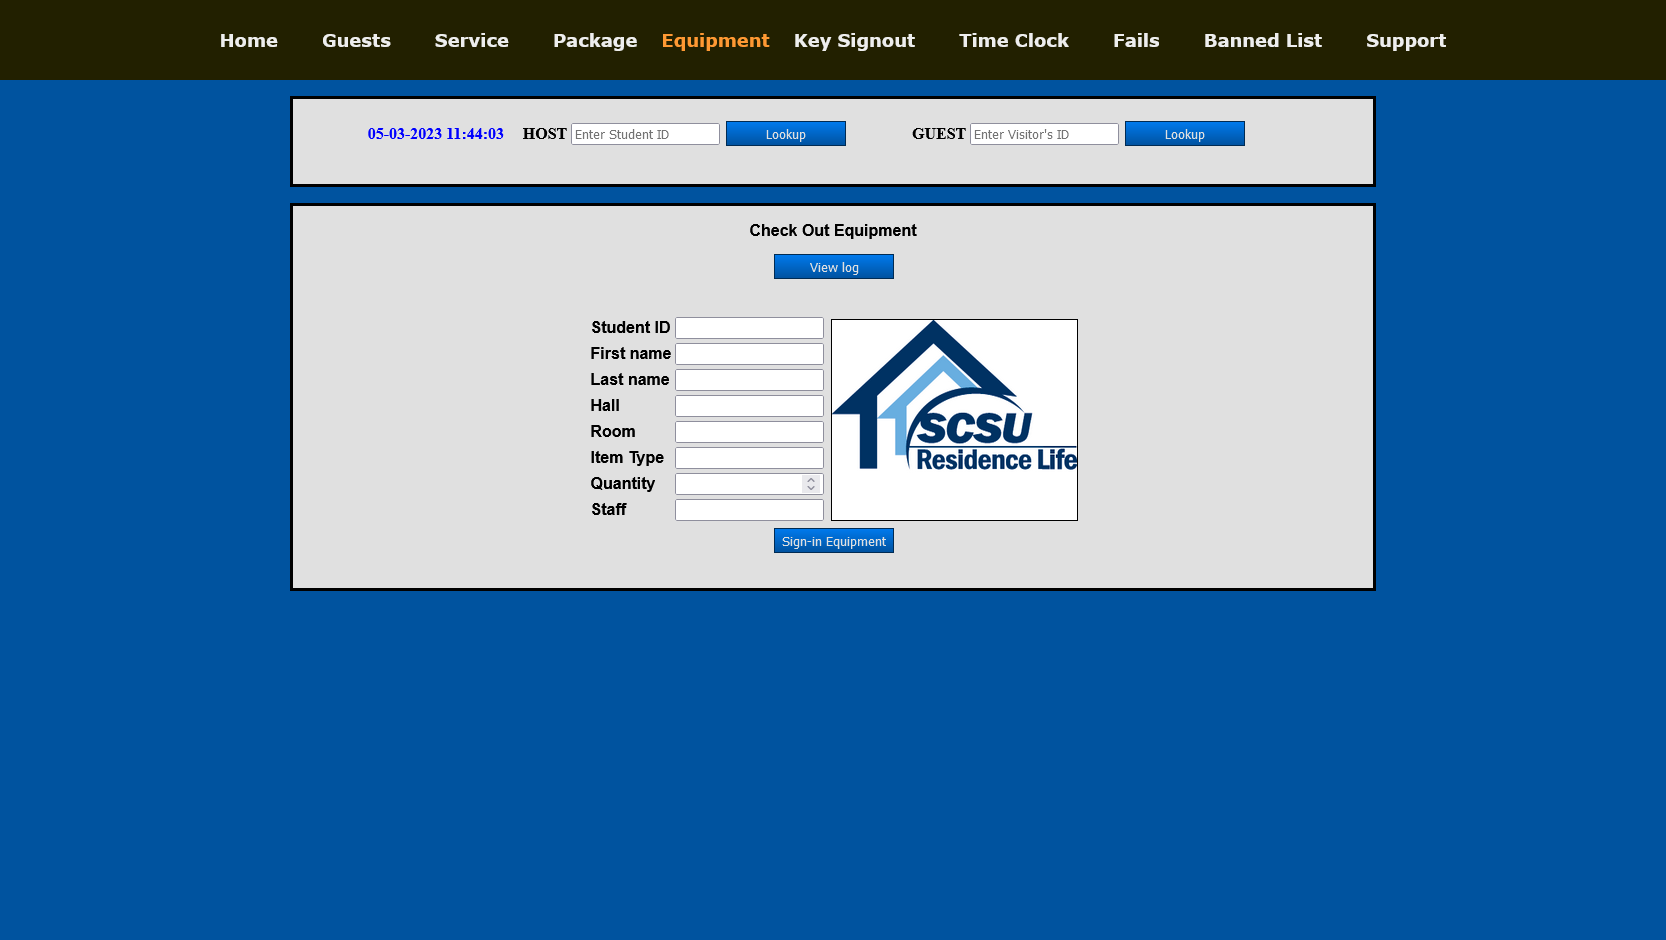 Home Guests Service Package Equipment Key Signout Time Clock Fails Banned List Support
05-03-2023 11:44:03 HOST Enter Student ID Lookup GUEST Enter Visitor's ID Lookup
Check Out Equipment
View log
Student ID
First name
Last name
Hall
Room
Item Type
Quantity
Staff
SCSU
Residence Life
Sign-in Equipment